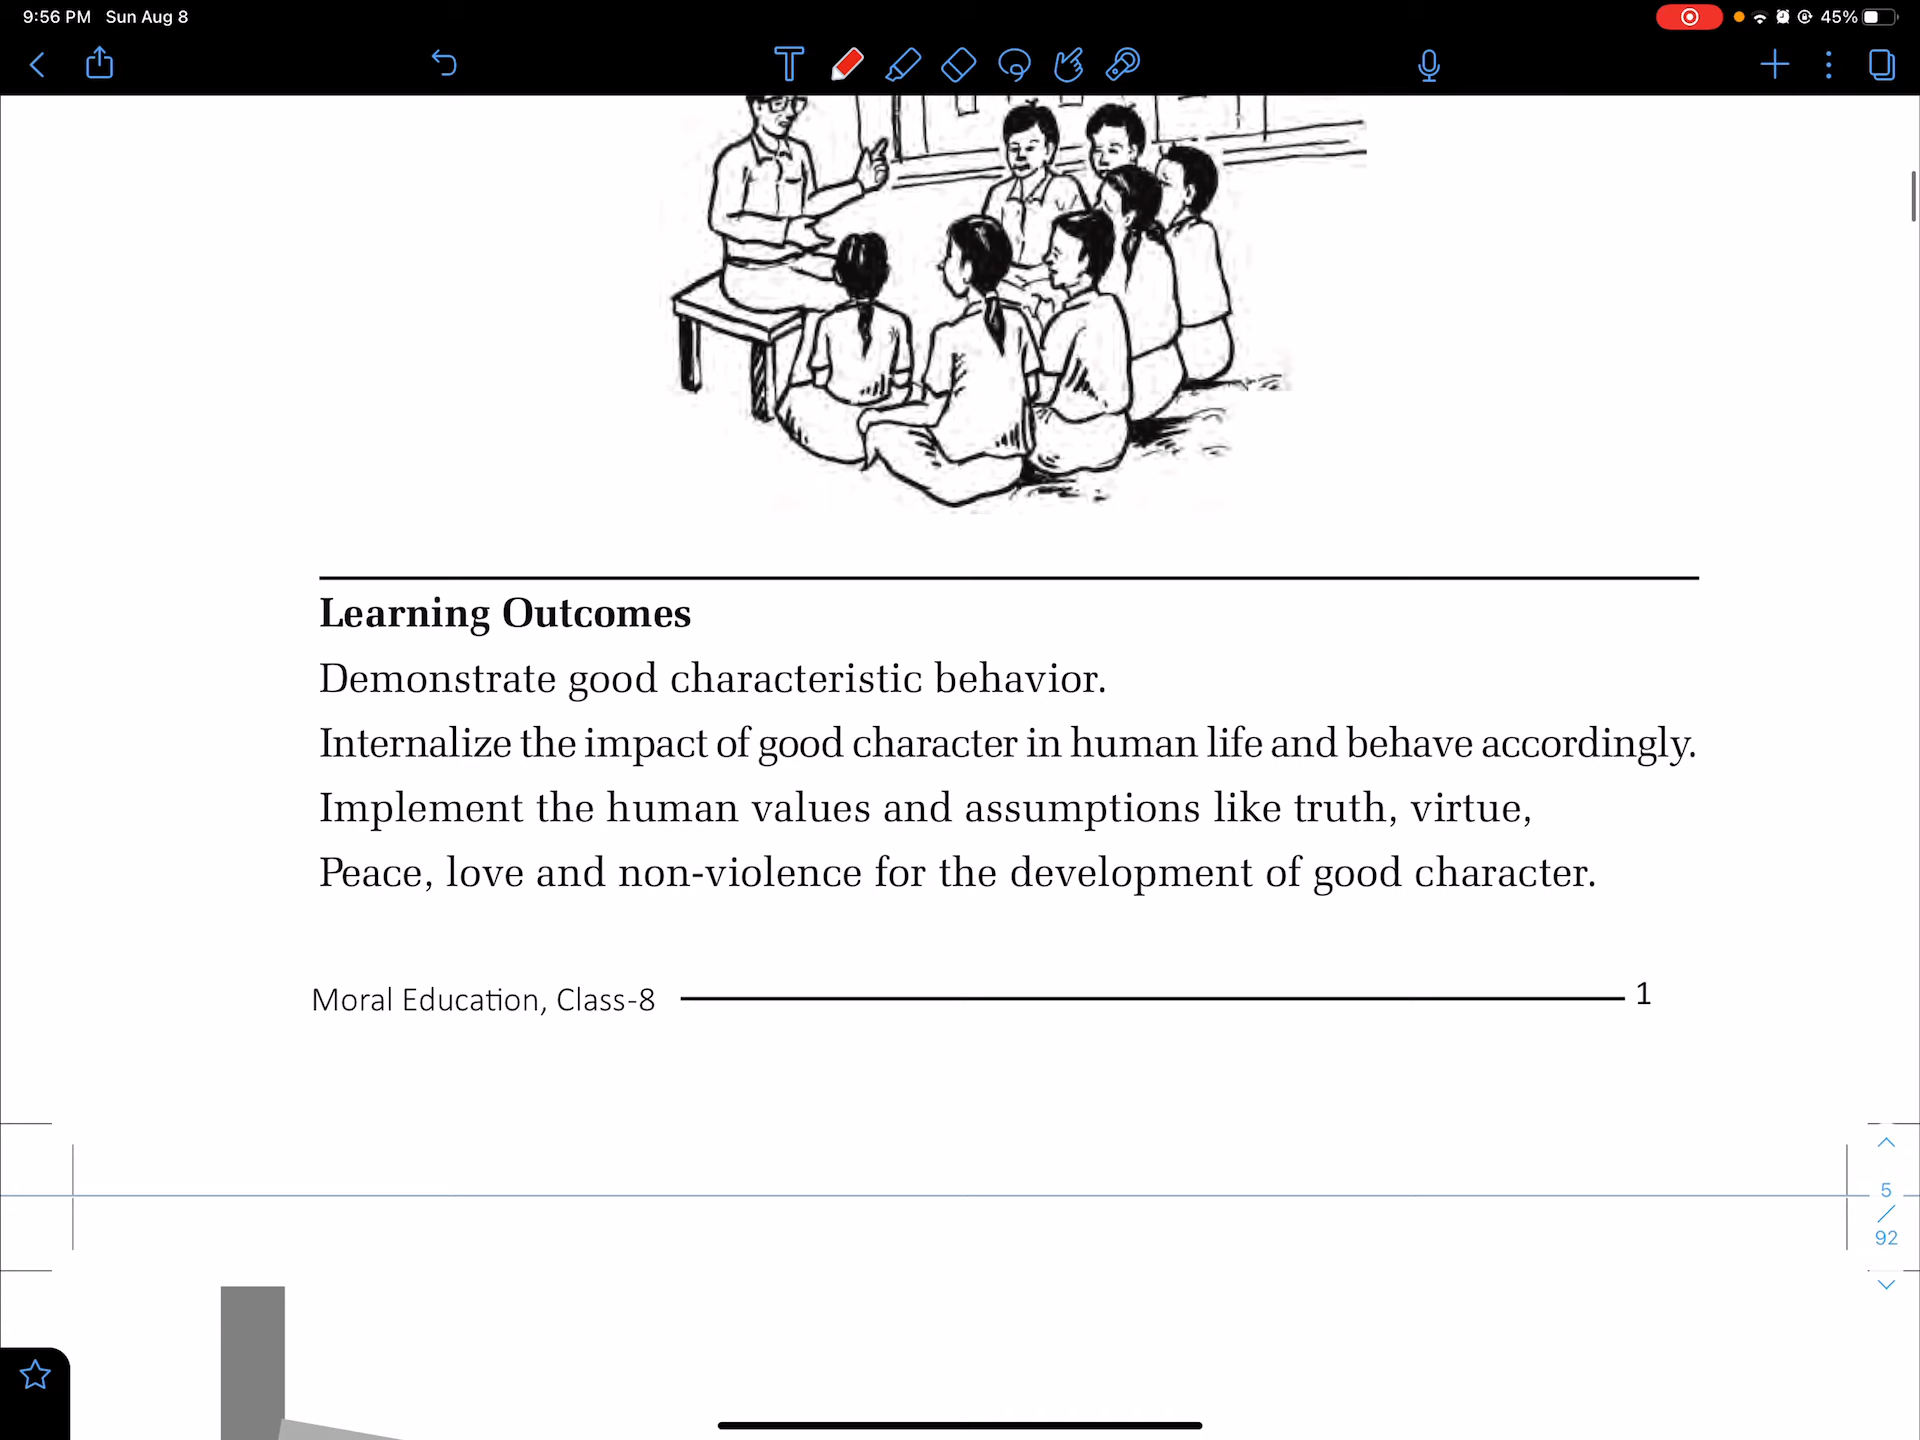 9:56 PM Sun Aug 8
45%
Learning Outcomes
Demonstrate good characteristic behavior.
Internalize the impact of good character in human life and behave accordingly.
Implement the human values and assumptions like truth, virtue,
Peace, love and non-violence for the development of good character.
Moral Education, Class-8 1
5
/
92